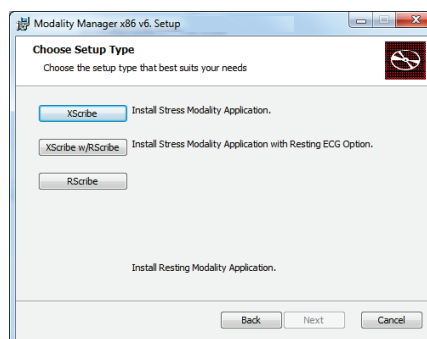 Modality Manager x86 v6. Setup
Choose Setup Type
Choose the setup type that best suits your needs
XScribe Install Stress Modality Application.
XScribe w/RScribe Install Stress Modality Application with Resting ECG Option.
RScribe
Install Resting Modality Application.
Back Next Cancel